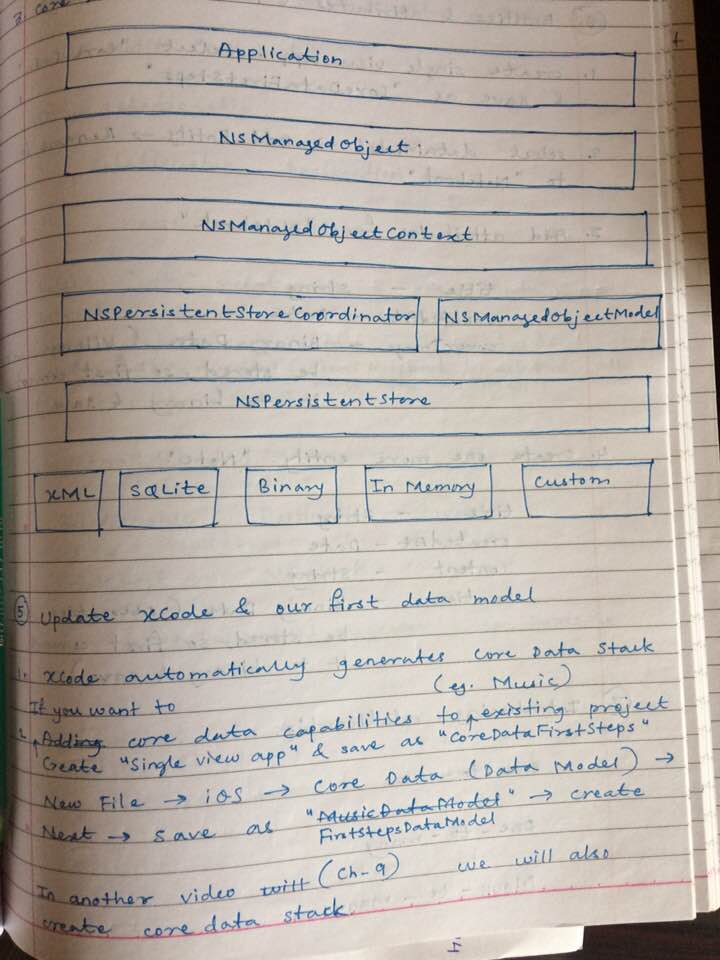 3. Core
Application
NSManagedObject
NSManagedObjectContext
NSPersistentStoreCoordinator NSManagedObjectModel
NSPersistentStore
XML SQLite Binary In Memory Custom
⑤ Update XCode & our first data model
1. XCode automatically generates Core Data Stack
(eg. Music)
If you want to
2. Adding core data capabilities to existing project
Create "Single view app" & save as "CoreDataFirstSteps"
New File → iOS → Core Data (Data Model) →
Next → save as "MusicDataModel" → create
FirstStepsDataModel
In another video will (Ch-9) we will also
create core data stack.